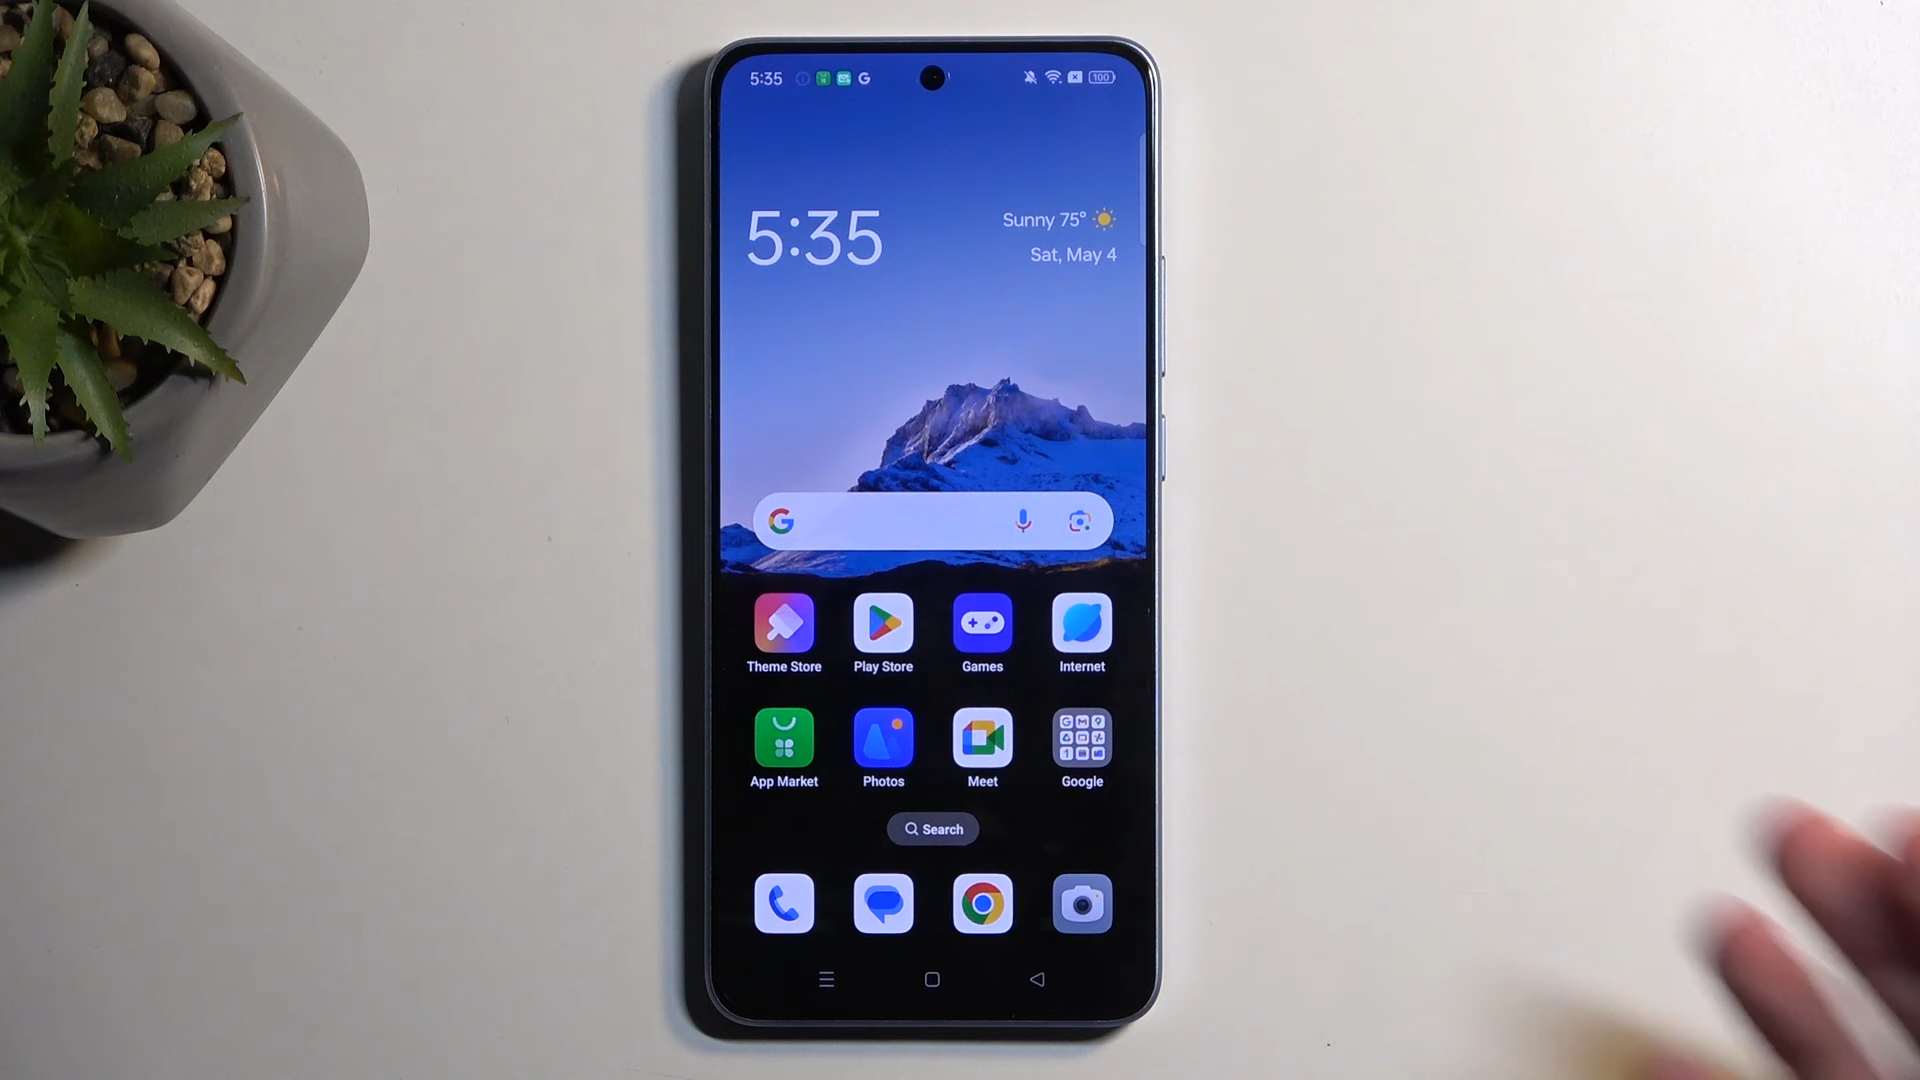 5:35 G 100
5:35
Sunny 75°
Sat, May 4
G
Theme Store Play Store Games Internet
App Market Photos Meet Google
Search